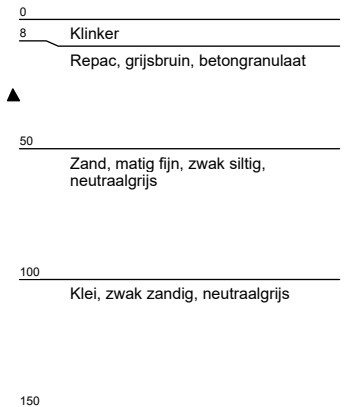 0
8
Klinker
Repac, grijsbruin, betongranulaat
50
Zand, matig fijn, zwak siltig,
neutraalgrijs
100
Klei, zwak zandig, neutraalgrijs
150